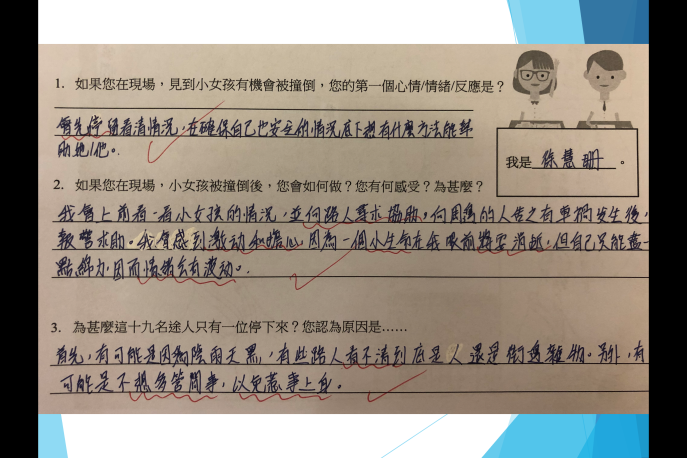 1. 如果您在現場，見到小女孩有機會被撞倒，您的第一個心情/情緒/反應是？
會先停留看清情況，在確保自己也安全的情況底下想有什麼方法能幫
助她/他。
我是 徐慧珊 。
2. 如果您在現場，小女孩被撞倒後，您會如何做？您有何感受？為甚麼？
我會上前看一看小女孩的情況，並向路人尋求協助，向周圍的人告之有車禍发生後，
報警求助。我會感到激动和擔心，因為一個小生命在我眼前將要消逝，但自己只能盡一
點綿力，因而情緒会有波动。
3. 為甚麼這十九名途人只有一位停下來？您認為原因是……
首先，有可能是因為陰雨天黑，有些路人看不清到底是人還是街邊雜物。另外，有
可能是不想多管閒事，以免惹事上身。